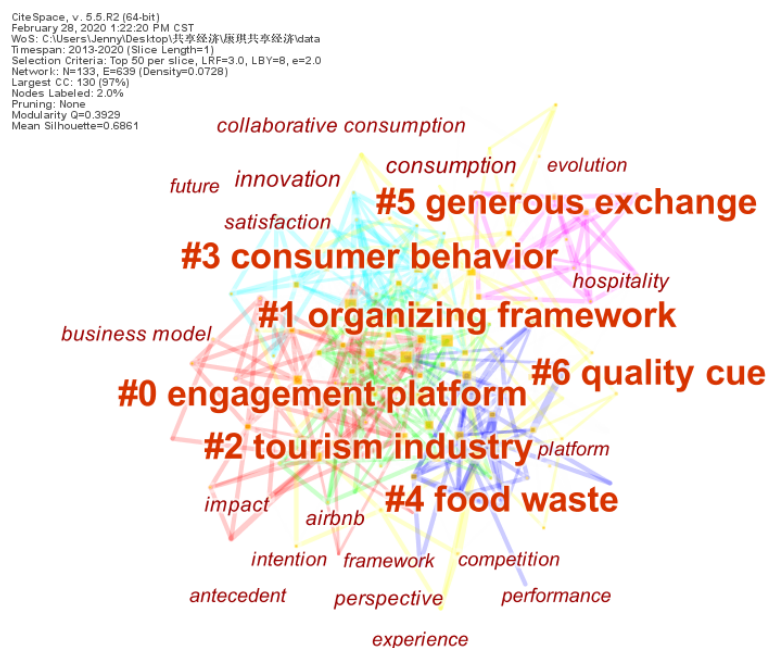 CiteSpace, v. 5.5.R2 (64-bit)
February 28, 2020 1:22:20 PM CST
WoS: C:\Users\Jenny\Desktop\共享经济\康琪共享经济\data
Timespan: 2013-2020 (Slice Length=1)
Selection Criteria: Top 50 per slice, LRF=3.0, LBY=8, e=2.0
Network: N=133, E=639 (Density=0.0728)
Largest CC: 130 (97%)
Nodes Labeled: 2.0%
Pruning: None
Modularity Q=0.3929
Mean Silhouette=0.6861
collaborative consumption
consumption
evolution
future
innovation
#5 generous exchange
satisfaction
#3 consumer behavior
hospitality
#1 organizing framework
business model
#6 quality cue
#0 engagement platform
#2 tourism industry
platform
#4 food waste
impact
airbnb
intention
framework
competition
antecedent
perspective
performance
experience